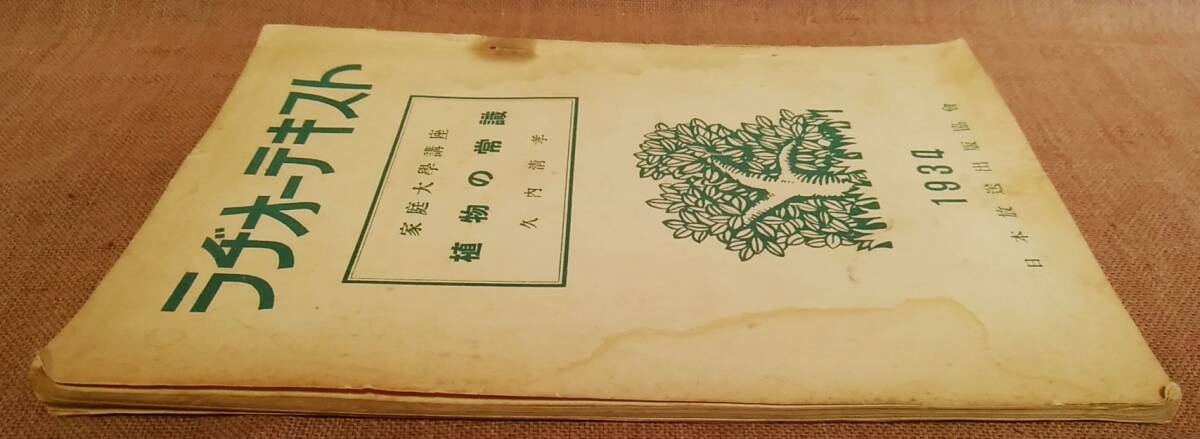 ラヂオ・テキスト
家庭大學講座
植物の常識
久内清孝
1934
日本放送出版協會